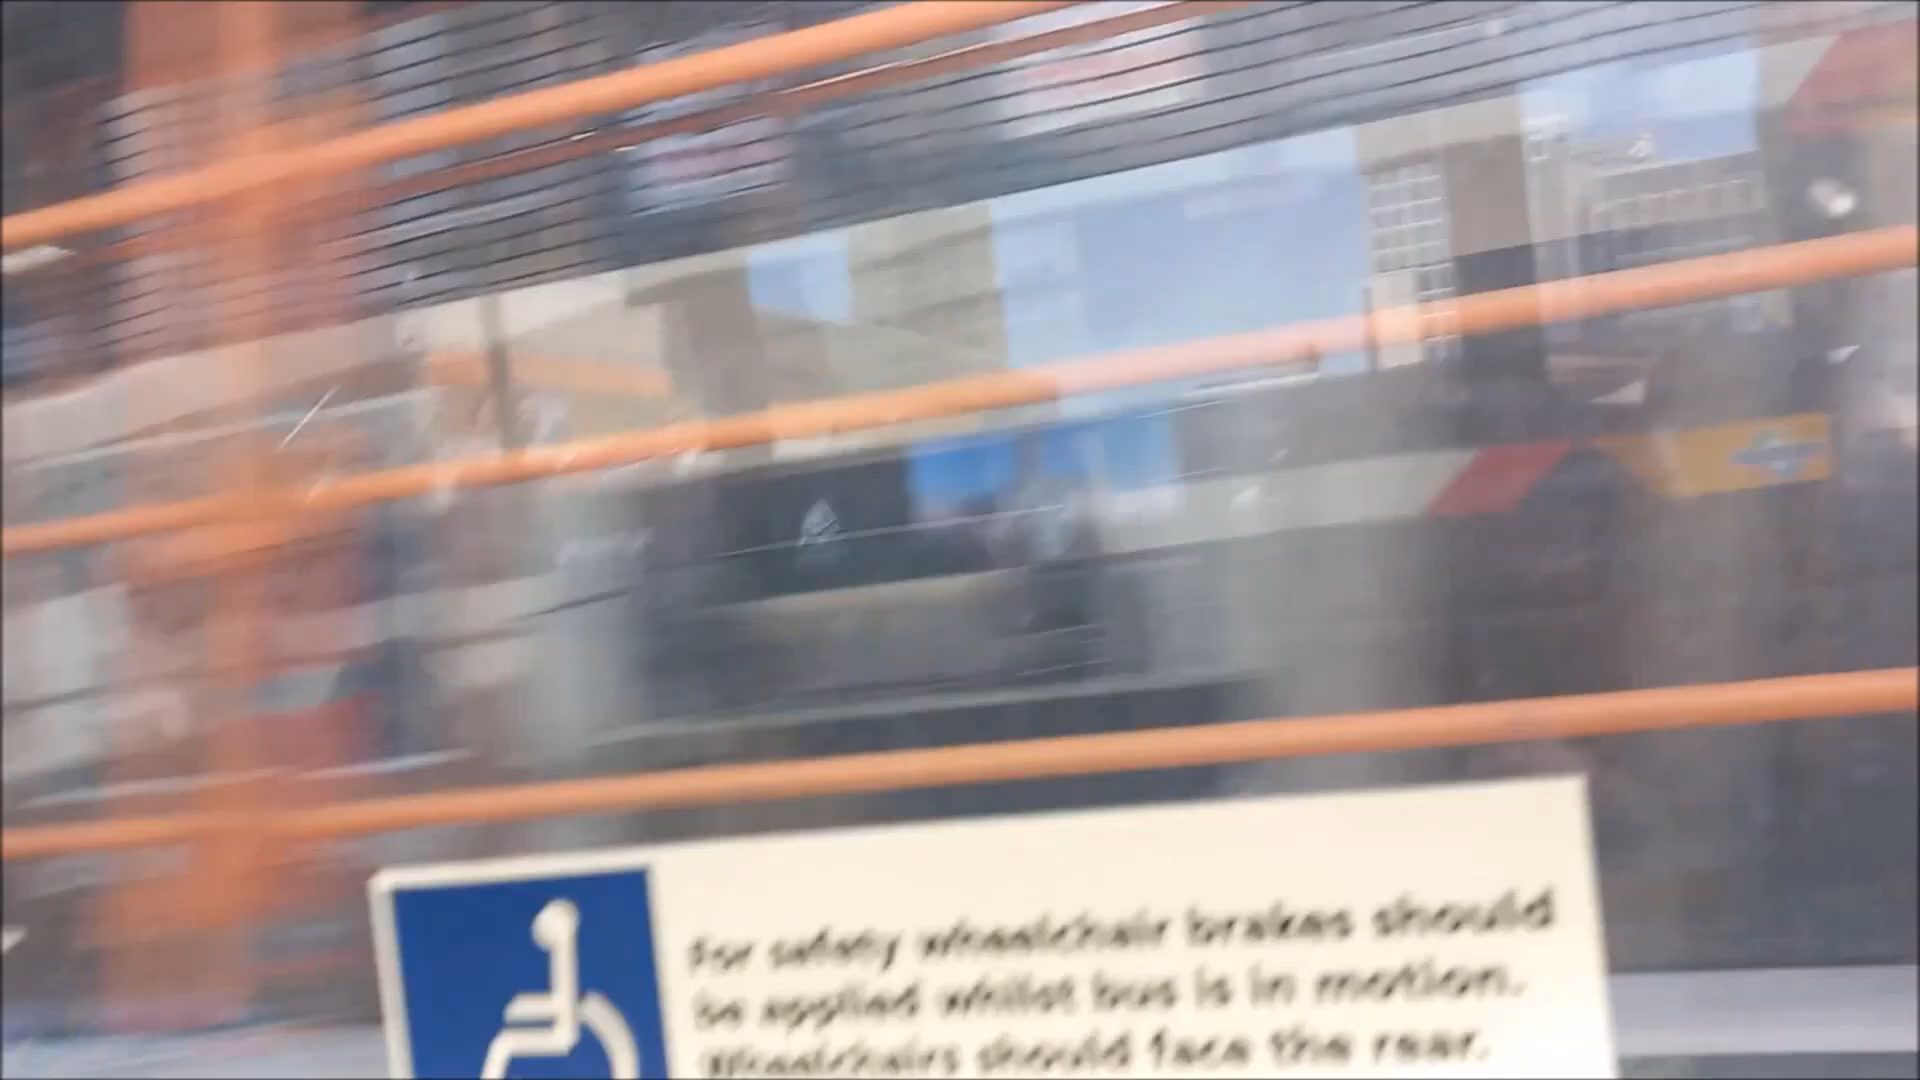 For safety wheelchair brakes should
be applied whilst bus is in motion.
Wheelchairs should face the rear.